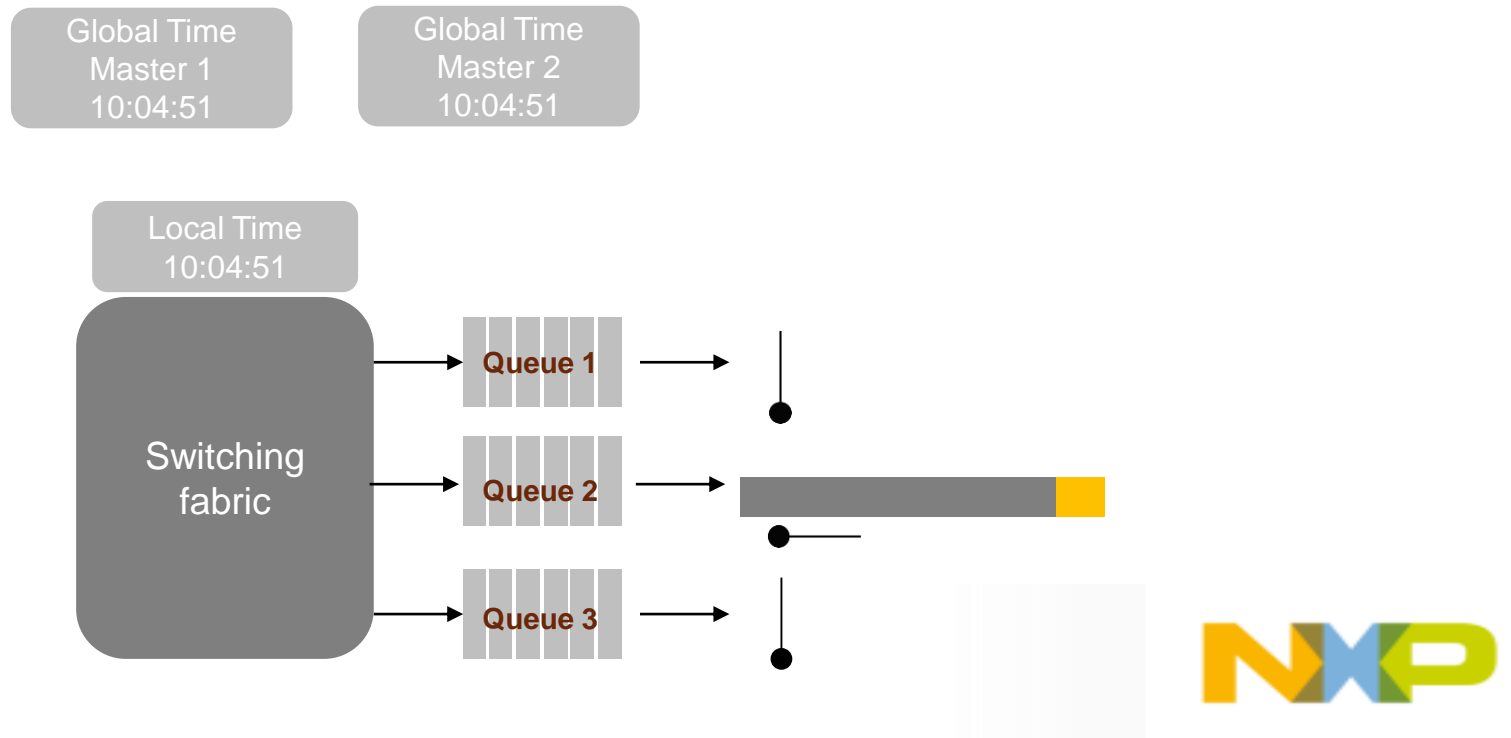 Global Time
Master 1
10:04:51
Global Time
Master 2
10:04:51
Local Time
10:04:51
Switching
fabric
Queue 1
Queue 2
Queue 3
NXP